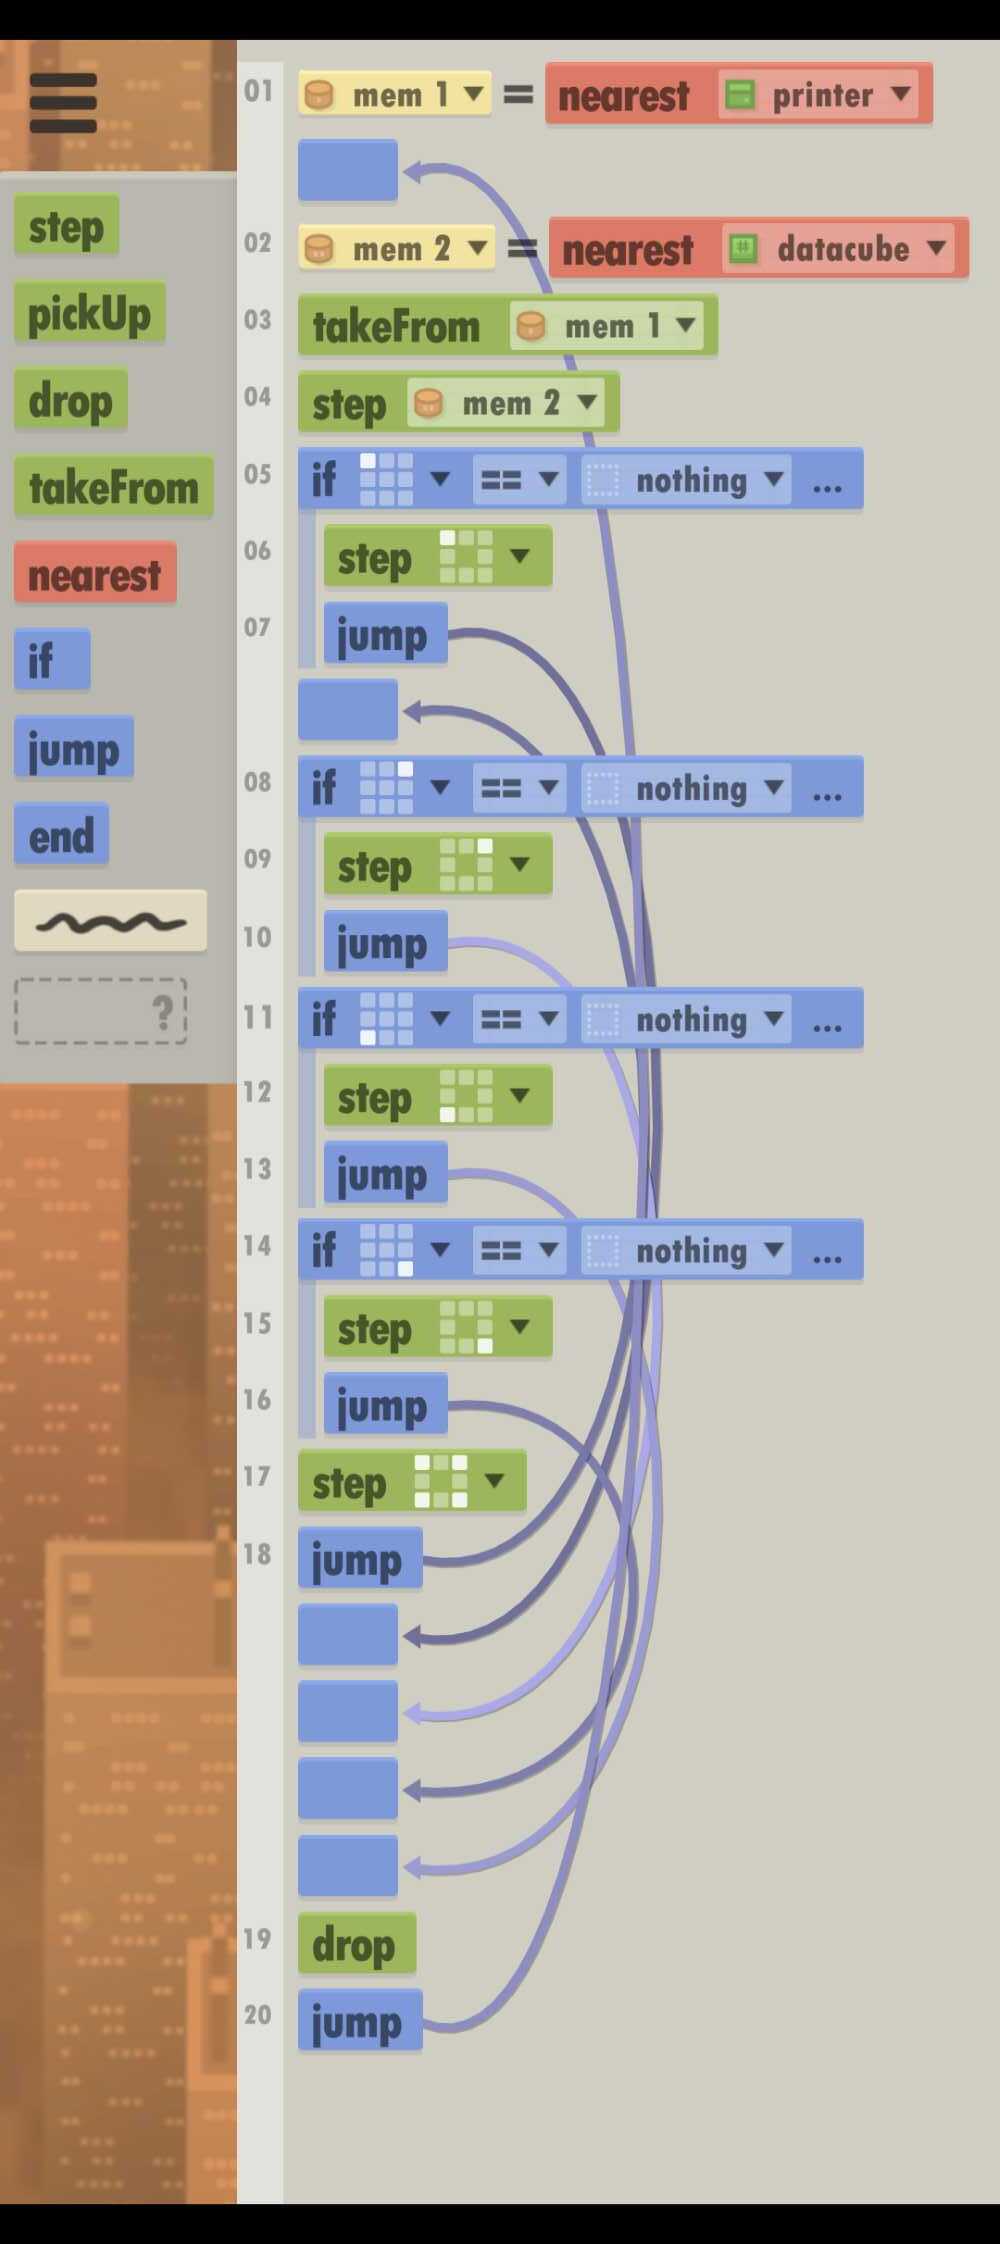 step
pickUp
drop
takeFrom
nearest
if
jump
end
?
01 mem 1 = nearest printer
02 mem 2 = nearest # datacube
03 takeFrom mem 1
04 step mem 2
05 if == nothing ...
06 step
07 jump
08 if == nothing ...
09 step
10 jump
11 if == nothing ...
12 step
13 jump
14 if == nothing ...
15 step
16 jump
17 step
18 jump
19 drop
20 jump